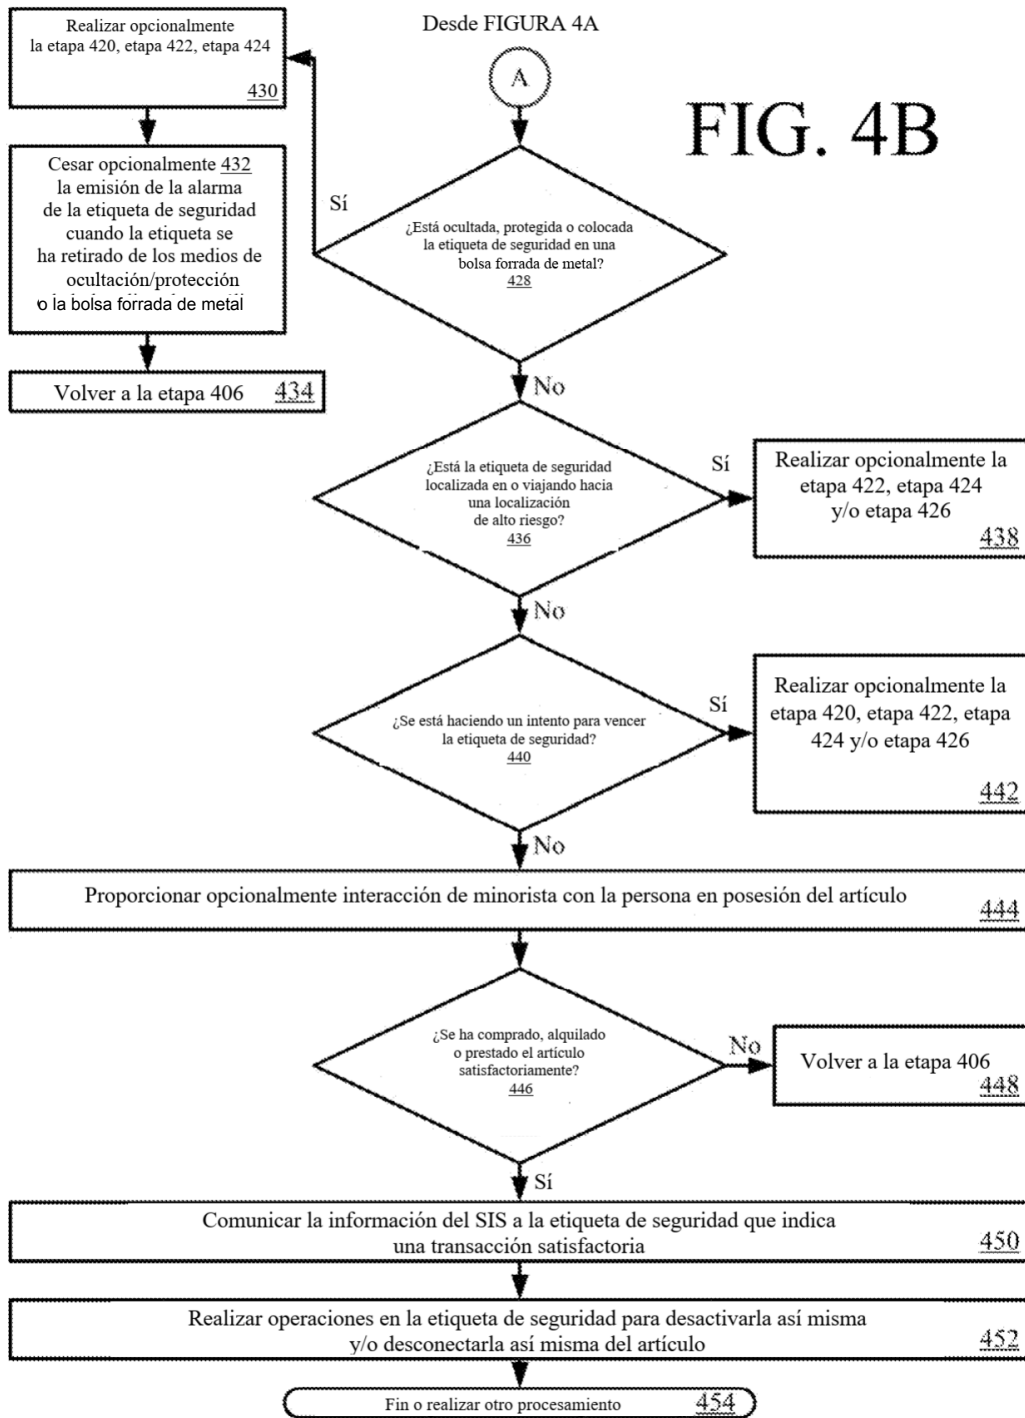 Desde FIGURA 4A
A
FIG. 4B
Realizar opcionalmente
la etapa 420, etapa 422, etapa 424
430
Cesar opcionalmente 432
la emisión de la alarma
de la etiqueta de seguridad
cuando la etiqueta se
ha retirado de los medios de
ocultación/protección
o la bolsa forrada de metal
Volver a la etapa 406 434
Sí
¿Está ocultada, protegida o colocada
la etiqueta de seguridad en una
bolsa forrada de metal?
428
No
¿Está la etiqueta de seguridad
localizada en o viajando hacia
una localización
de alto riesgo?
436
Sí
Realizar opcionalmente la
etapa 422, etapa 424
y/o etapa 426
438
No
¿Se está haciendo un intento para vencer
la etiqueta de seguridad?
440
Sí
Realizar opcionalmente la
etapa 420, etapa 422, etapa
424 y/o etapa 426
442
No
Proporcionar opcionalmente interacción de minorista con la persona en posesión del artículo
444
¿Se ha comprado, alquilado
o prestado el artículo
satisfactoriamente?
446
No
Volver a la etapa 406
448
Sí
Comunicar la información del SIS a la etiqueta de seguridad que indica
una transacción satisfactoria
450
Realizar operaciones en la etiqueta de seguridad para desactivarla así misma
y/o desconectarla así misma del artículo
452
Fin o realizar otro procesamiento 454